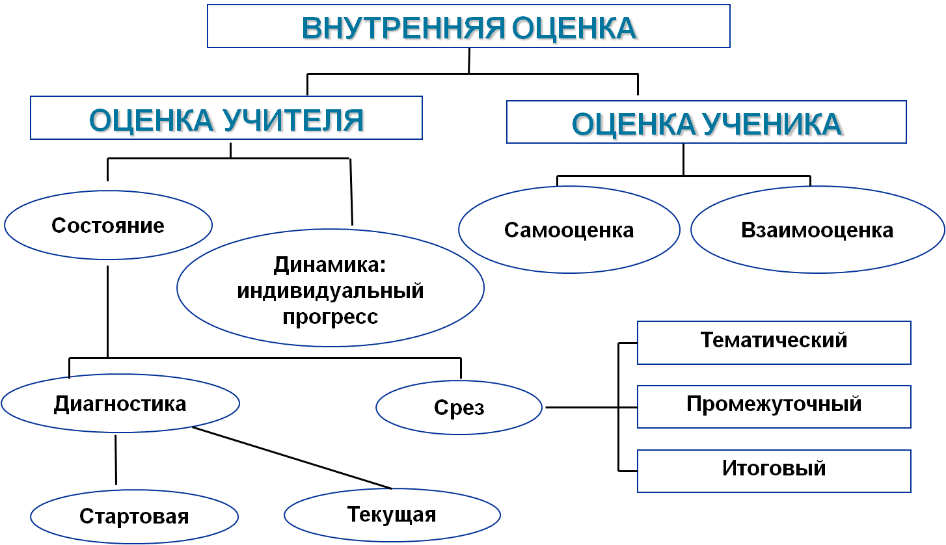 ВНУТРЕННЯЯ ОЦЕНКА
ОЦЕНКА УЧИТЕЛЯ
ОЦЕНКА УЧЕНИКА
Состояние
Динамика:
индивидуальный
прогресс
Самооценка
Взаимооценка
Диагностика
Срез
Тематический
Промежуточный
Итоговый
Стартовая
Текущая